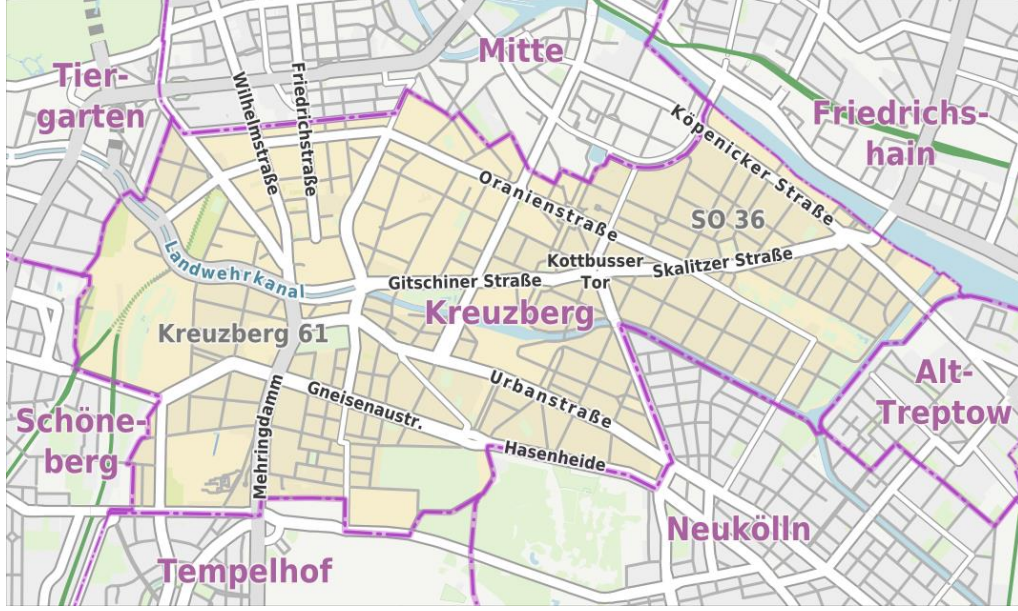 Mitte
Tier-
garten
Wilhelmstraße
Friedrichstraße
Köpenicker Straße
Friedrichs-
hain
Oranienstraße
SO 36
Landwehrkanal
Kottbusser
Tor
Skalitzer Straße
Gitschiner Straße
Kreuzberg
Kreuzberg 61
Mehringdamm
Gneisenaustr.
Urbanstraße
Hasenheide
Alt-
Treptow
Schöne-
berg
Neukölln
Tempelhof